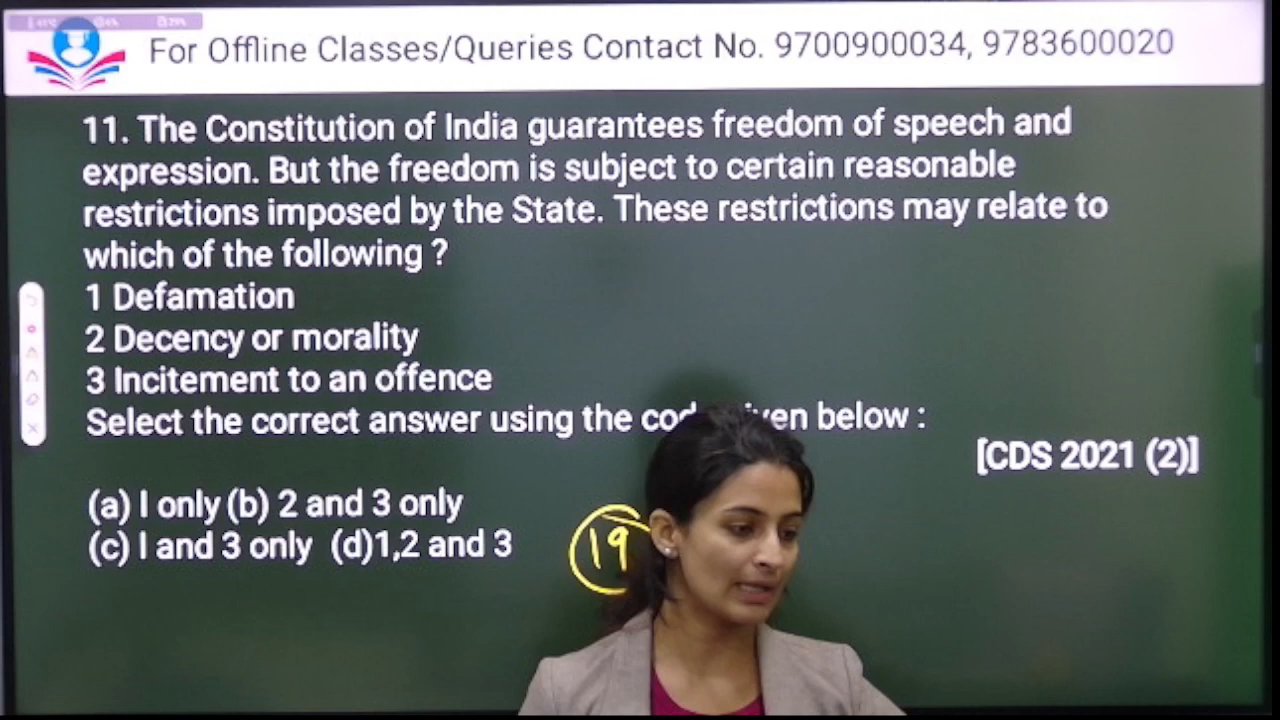 For Offline Classes/Queries Contact No. 9700900034, 9783600020
11. The Constitution of India guarantees freedom of speech and
expression. But the freedom is subject to certain reasonable
restrictions imposed by the State. These restrictions may relate to
which of the following ?
1 Defamation
2 Decency or morality
3 Incitement to an offence
Select the correct answer using the below :
[CDS 2021 (2)]
(a) I only (b) 2 and 3 only
(c) I and 3 only (d)1,2 and 3
19